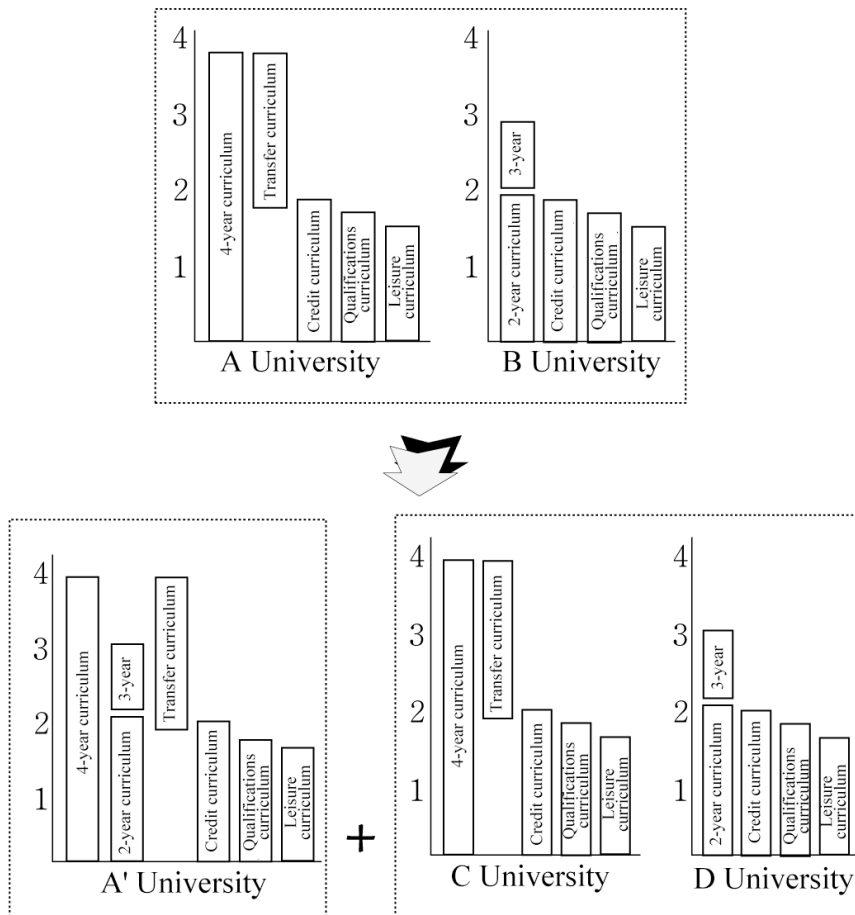 4
3
2
1
4-year curriculum
Transfer curriculum
Credit curriculum
Qualifications
curriculum
Leisure
curriculum
A University
4
3
2
1
3-year
2-year curriculum
Credit curriculum
Qualifications
curriculum
Leisure
curriculum
B University
4
3
2
1
4-year curriculum
3-year
2-year curriculum
Transfer curriculum
Credit curriculum
Qualifications
curriculum
Leisure
curriculum
A' University
+
4
3
2
1
4-year curriculum
Transfer curriculum
Credit curriculum
Qualifications
curriculum
Leisure
curriculum
C University
4
3
2
1
3-year
2-year curriculum
Credit curriculum
Qualifications
curriculum
Leisure
curriculum
D University